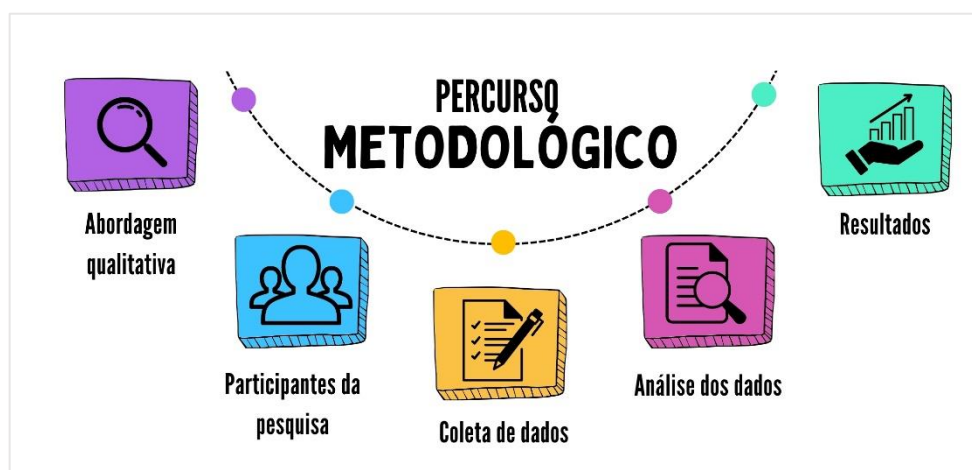 PERCURSO
METODOLÓGICO
Abordagem
qualitativa
Participantes da
pesquisa
Coleta de dados
Análise dos dados
Resultados